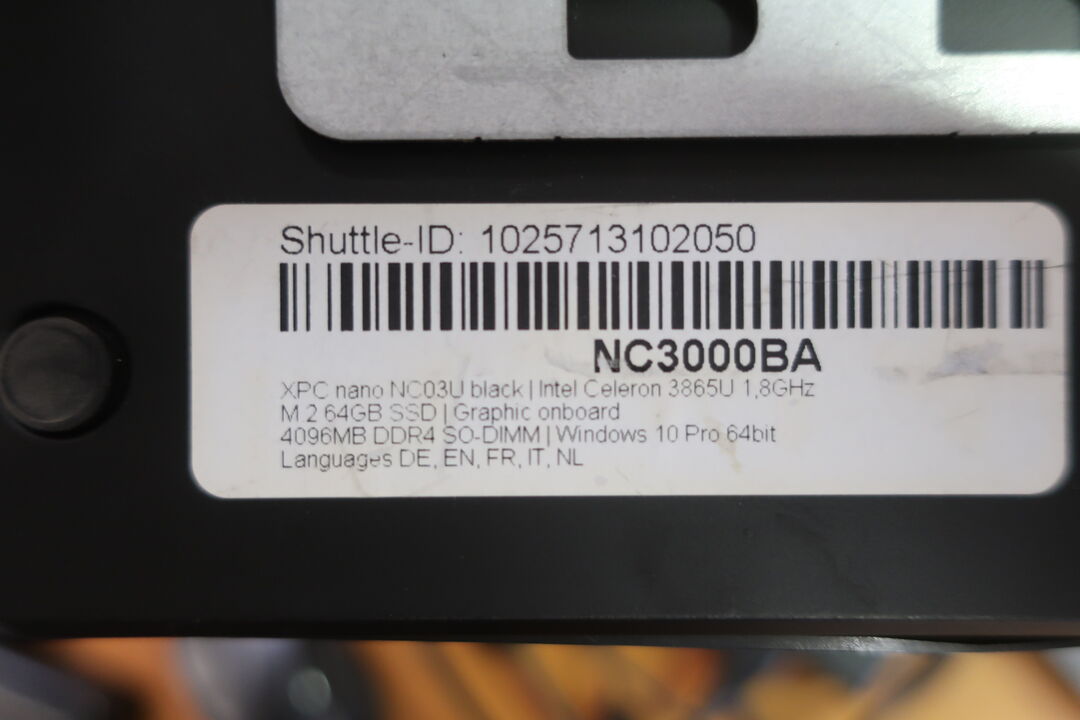 Shuttle-ID: 1025713102050
NC3000BA
XPC nano NC03U black | Intel Celeron 3865U 1,8GHz
M.2 64GB SSD | Graphic onboard
4096MB DDR4 SO-DIMM | Windows 10 Pro 64bit
Languages DE, EN, FR, IT, NL